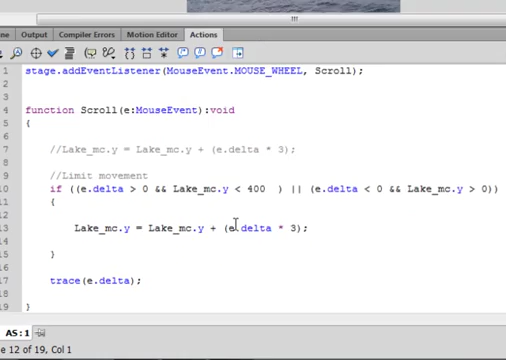 Output Compiler Errors Motion Editor Actions
1 stage.addEventListener(MouseEvent.MOUSE_WHEEL, Scroll);
2
3
4 function Scroll(e:MouseEvent):void
5 {
6
7 //Lake_mc.y = Lake_mc.y + (e.delta * 3);
8
9 //Limit movement
10 if ((e.delta > 0 && Lake_mc.y < 400 ) || (e.delta < 0 && Lake_mc.y > 0))
11 {
12
13 Lake_mc.y = Lake_mc.y + (e.delta * 3);
14
15 }
16
17 trace(e.delta);
18
19 }
AS:1
12 of 19, Col 1